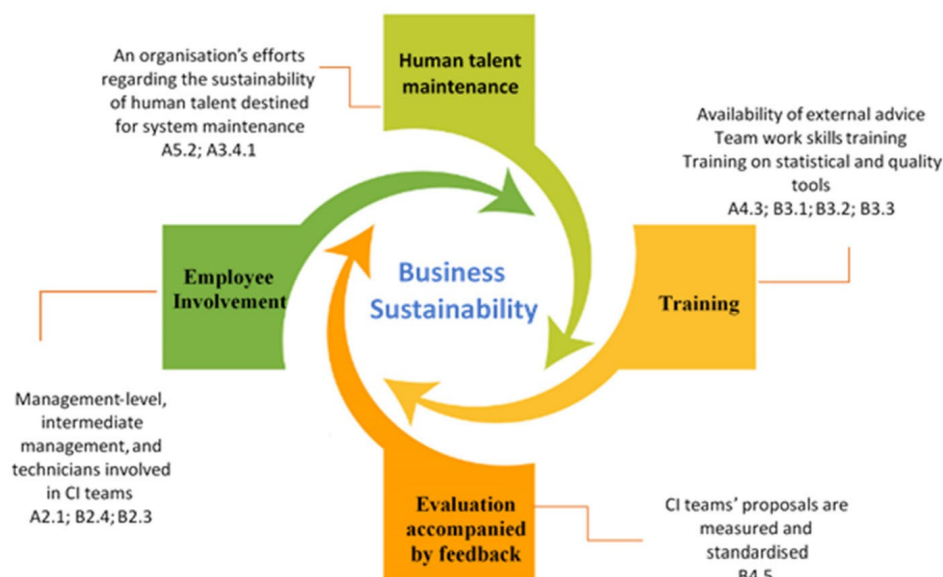 Human talent
maintenance
An organisation's efforts
regarding the sustainability
of human talent destined
for system maintenance
A5.2; A3.4.1
Availability of external advice
Team work skills training
Training on statistical and quality
tools
A4.3; B3.1; B3.2; B3.3
Employee
Involvement
Business
Sustainability
Training
Management-level,
intermediate
management, and
technicians involved
in CI teams
A2.1; B2.4; B2.3
Evaluation
accompanied
by feedback
CI teams' proposals are
measured and
standardised
B4.5